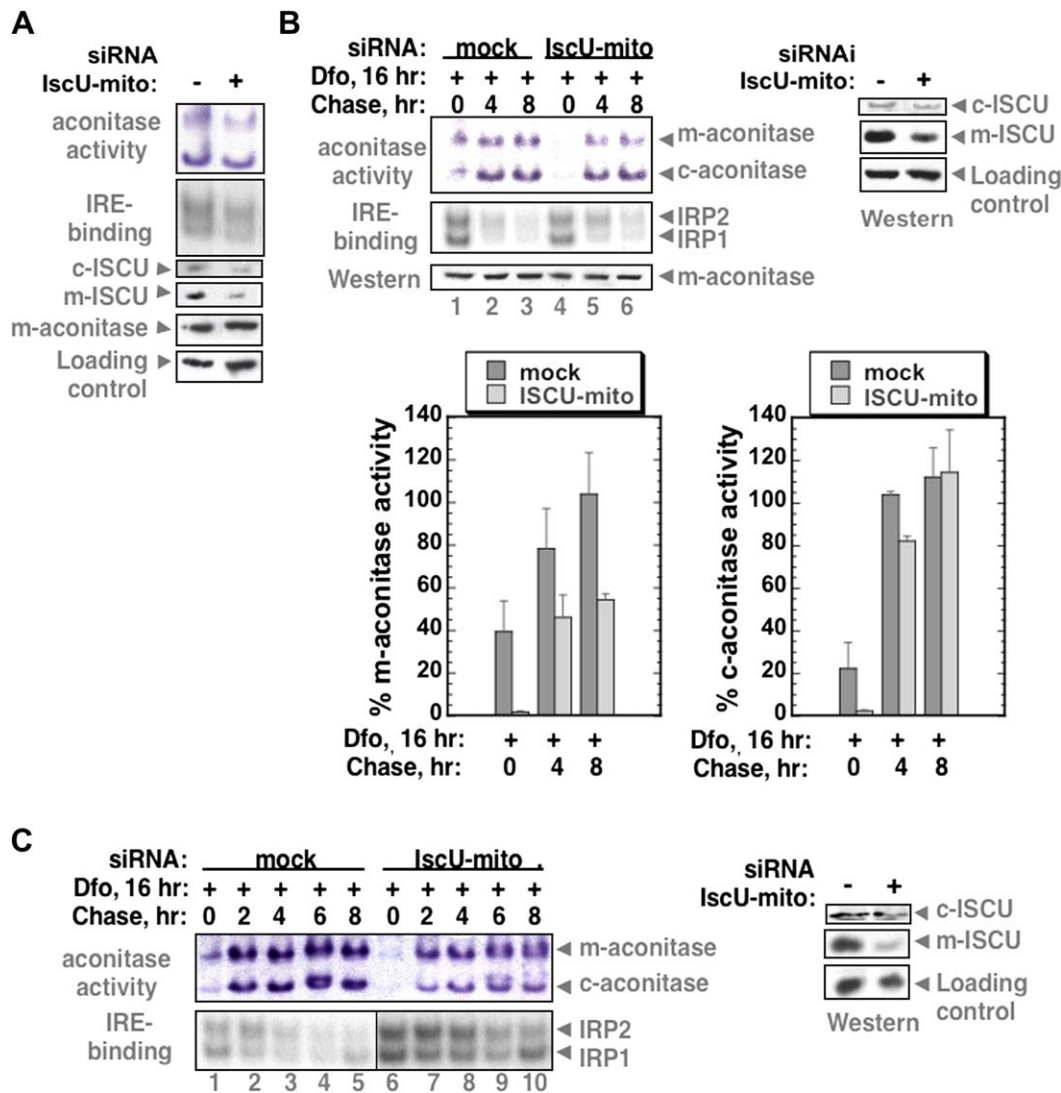 A
siRNA
IscU-mito: - +
aconitase
activity
IRE-
binding
c-ISCU
m-ISCU
m-aconitase
Loading
control
B
siRNA: mock IscU-mito
Dfo, 16 hr: + + + + + +
Chase, hr: 0 4 8 0 4 8
aconitase
activity
m-aconitase
c-aconitase
IRE-
binding
IRP2
IRP1
Western
m-aconitase
1 2 3 4 5 6
siRNAi
IscU-mito: - +
c-ISCU
m-ISCU
Loading
control
Western
mock
ISCU-mito
% m-aconitase activity
140
120
100
80
60
40
20
0
Dfo, 16 hr: + + +
Chase, hr: 0 4 8
mock
ISCU-mito
% c-aconitase activity
140
120
100
80
60
40
20
0
Dfo, 16 hr: + + +
Chase, hr: 0 4 8
C
siRNA: mock IscU-mito .
Dfo, 16 hr: + + + + + + + + + +
Chase, hr: 0 2 4 6 8 0 2 4 6 8
aconitase
activity
m-aconitase
c-aconitase
IRE-
binding
IRP2
IRP1
1 2 3 4 5 6 7 8 9 10
siRNA
IscU-mito: - +
c-ISCU
m-ISCU
Loading
control
Western